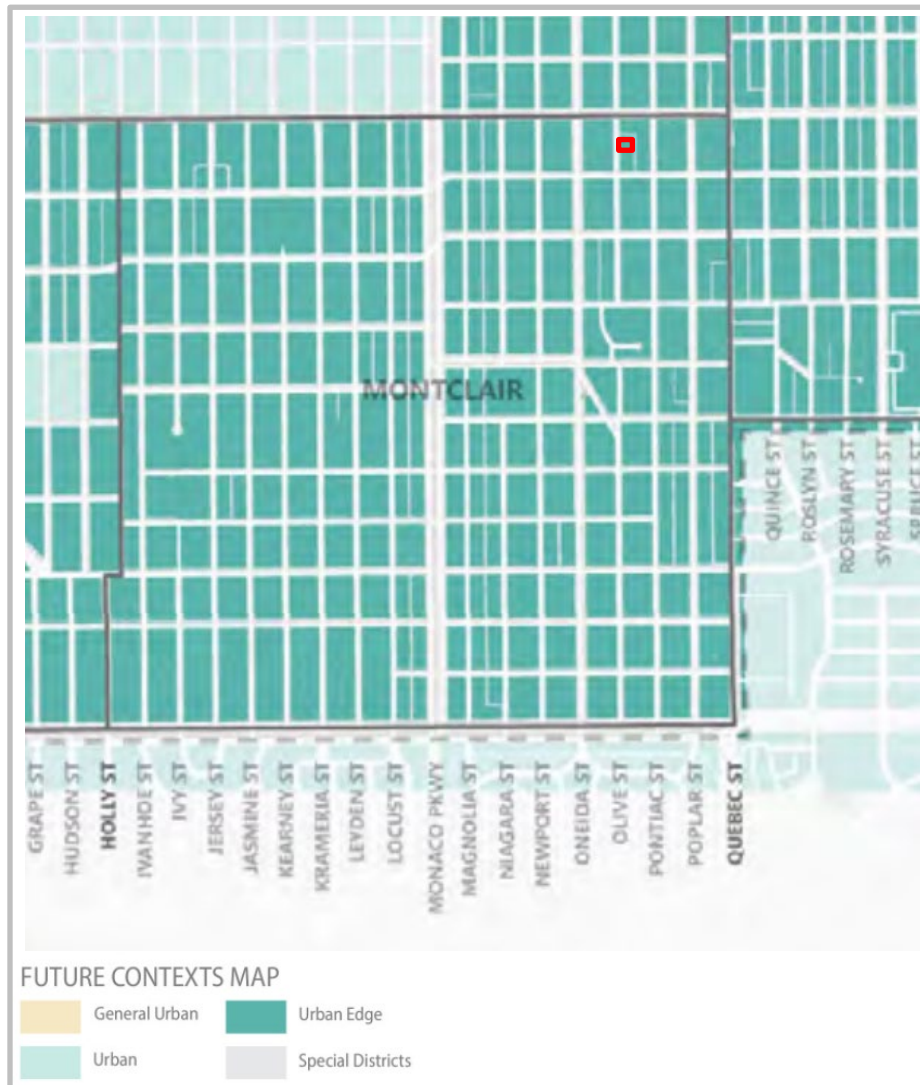 MONTCLAIR
QUINCE ST
ROSLYN ST
ROSEMARY ST
SYRACUSE ST
SPRUCE ST
GRAPE ST
HUDSON ST
HOLLY ST
IVANHOE ST
IVY ST
JERSEY ST
JASMINE ST
KEARNEY ST
KRAMERIA ST
LEYDEN ST
LOCUST ST
MONACO PKWY
MAGNOLIA ST
NIAGARA ST
NEWPORT ST
ONEIDA ST
OLIVE ST
PONTIAC ST
POPLAR ST
QUEBEC ST
FUTURE CONTEXTS MAP
General Urban
Urban Edge
Urban
Special Districts